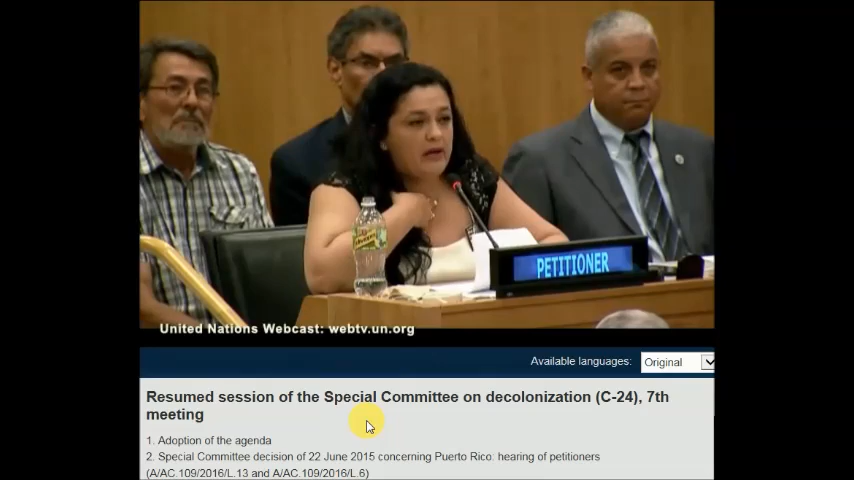 PETITIONER
United Nations Webcast: webtv.un.org
Available languages: Original
Resumed session of the Special Committee on decolonization (C-24), 7th
meeting
1. Adoption of the agenda
2. Special Committee decision of 22 June 2015 concerning Puerto Rico: hearing of petitioners
(A/AC.109/2016/L.13 and A/AC.109/2016/L.6)